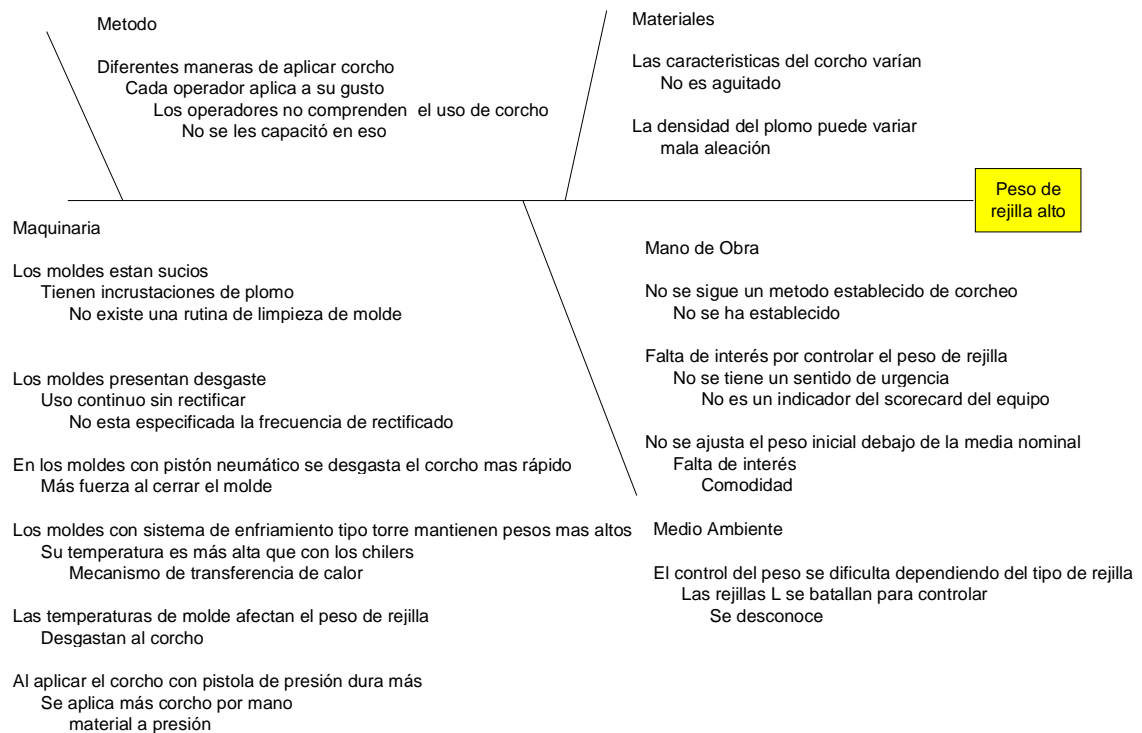 Metodo
Diferentes maneras de aplicar corcho
Cada operador aplica a su gusto
Los operadores no comprenden el uso de corcho
No se les capacitó en eso
Materiales
Las caracteristicas del corcho varían
No es aguitado
La densidad del plomo puede variar
mala aleación
Peso de
rejilla alto
Maquinaria
Los moldes estan sucios
Tienen incrustaciones de plomo
No existe una rutina de limpieza de molde
Los moldes presentan desgaste
Uso continuo sin rectificar
No esta especificada la frecuencia de rectificado
En los moldes con pistón neumático se desgasta el corcho mas rápido
Más fuerza al cerrar el molde
Los moldes con sistema de enfriamiento tipo torre mantienen pesos mas altos
Su temperatura es más alta que con los chilers
Mecanismo de transferencia de calor
Las temperaturas de molde afectan el peso de rejilla
Desgastan al corcho
Al aplicar el corcho con pistola de presión dura más
Se aplica más corcho por mano
material a presión
Mano de Obra
No se sigue un metodo establecido de corcheo
No se ha establecido
Falta de interés por controlar el peso de rejilla
No se tiene un sentido de urgencia
No es un indicador del scorecard del equipo
No se ajusta el peso inicial debajo de la media nominal
Falta de interés
Comodidad
Medio Ambiente
El control del peso se dificulta dependiendo del tipo de rejilla
Las rejillas L se batallan para controlar
Se desconoce